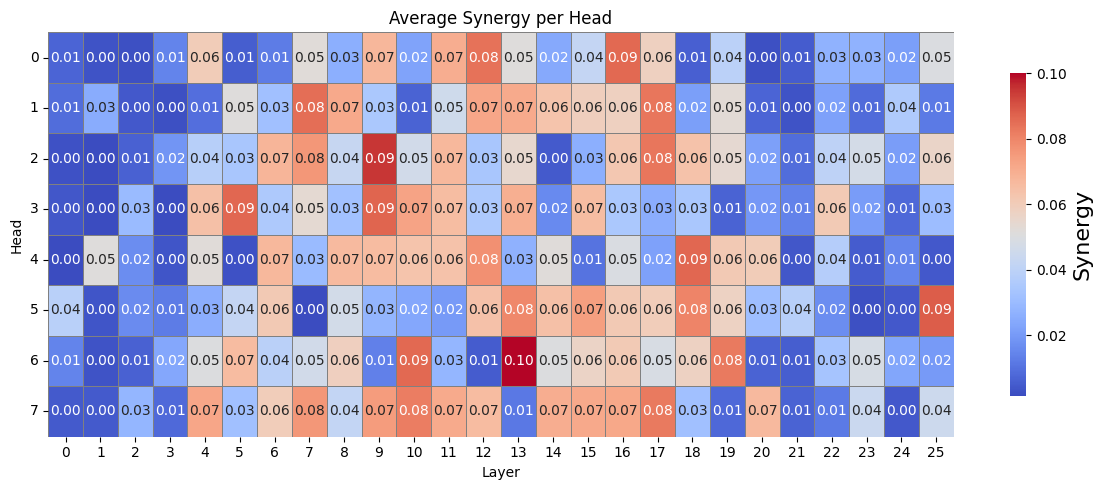 Average Synergy per Head
0 0.01 0.00 0.00 0.01 0.06 0.01 0.01 0.05 0.03 0.07 0.02 0.07 0.08 0.05 0.02 0.04 0.09 0.06 0.01 0.04 0.00 0.01 0.03 0.03 0.02 0.05
1 0.01 0.03 0.00 0.00 0.01 0.05 0.03 0.08 0.07 0.03 0.01 0.05 0.07 0.07 0.06 0.06 0.06 0.08 0.02 0.05 0.01 0.00 0.02 0.01 0.04 0.01
2 0.00 0.00 0.01 0.02 0.04 0.03 0.07 0.08 0.04 0.09 0.05 0.07 0.03 0.05 0.00 0.03 0.06 0.08 0.06 0.05 0.02 0.01 0.04 0.05 0.02 0.06
3 0.00 0.00 0.03 0.00 0.06 0.09 0.04 0.05 0.03 0.09 0.07 0.07 0.03 0.07 0.02 0.07 0.03 0.03 0.03 0.01 0.02 0.01 0.06 0.02 0.01 0.03
4 0.00 0.05 0.02 0.00 0.05 0.00 0.07 0.03 0.07 0.07 0.06 0.06 0.08 0.03 0.05 0.01 0.05 0.02 0.09 0.06 0.06 0.00 0.04 0.01 0.01 0.00
5 0.04 0.00 0.02 0.01 0.03 0.04 0.06 0.00 0.05 0.03 0.02 0.02 0.06 0.08 0.06 0.07 0.06 0.06 0.08 0.06 0.03 0.04 0.02 0.00 0.00 0.09
6 0.01 0.00 0.01 0.02 0.05 0.07 0.04 0.05 0.06 0.01 0.09 0.03 0.01 0.10 0.05 0.06 0.06 0.05 0.06 0.08 0.01 0.01 0.03 0.05 0.02 0.02
7 0.00 0.00 0.03 0.01 0.07 0.03 0.06 0.08 0.04 0.07 0.08 0.07 0.07 0.01 0.07 0.07 0.07 0.08 0.03 0.01 0.07 0.01 0.01 0.04 0.00 0.04
0 1 2 3 4 5 6 7 8 9 10 11 12 13 14 15 16 17 18 19 20 21 22 23 24 25
Layer
Head
0.10
0.08
0.06
0.04
0.02
Synergy